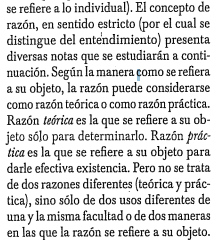 se refiere a lo individual). El concepto de
razón, en sentido estricto (por el cual se
distingue del entendimiento) presenta
diversas notas que se estudiarán a conti-
nuación. Según la manera como se refiera
a su objeto, la razón puede considerarse
como razón teórica o como razón práctica.
Razón teórica es la que se refiere a su ob-
jeto sólo para determinarlo. Razón prác-
tica es la que se refiere a su objeto para
darle efectiva existencia. Pero no se trata
de dos razones diferentes (teórica y prác-
tica), sino sólo de dos usos diferentes de
una y la misma facultad o de dos maneras
en las que la razón se refiere a su objeto.